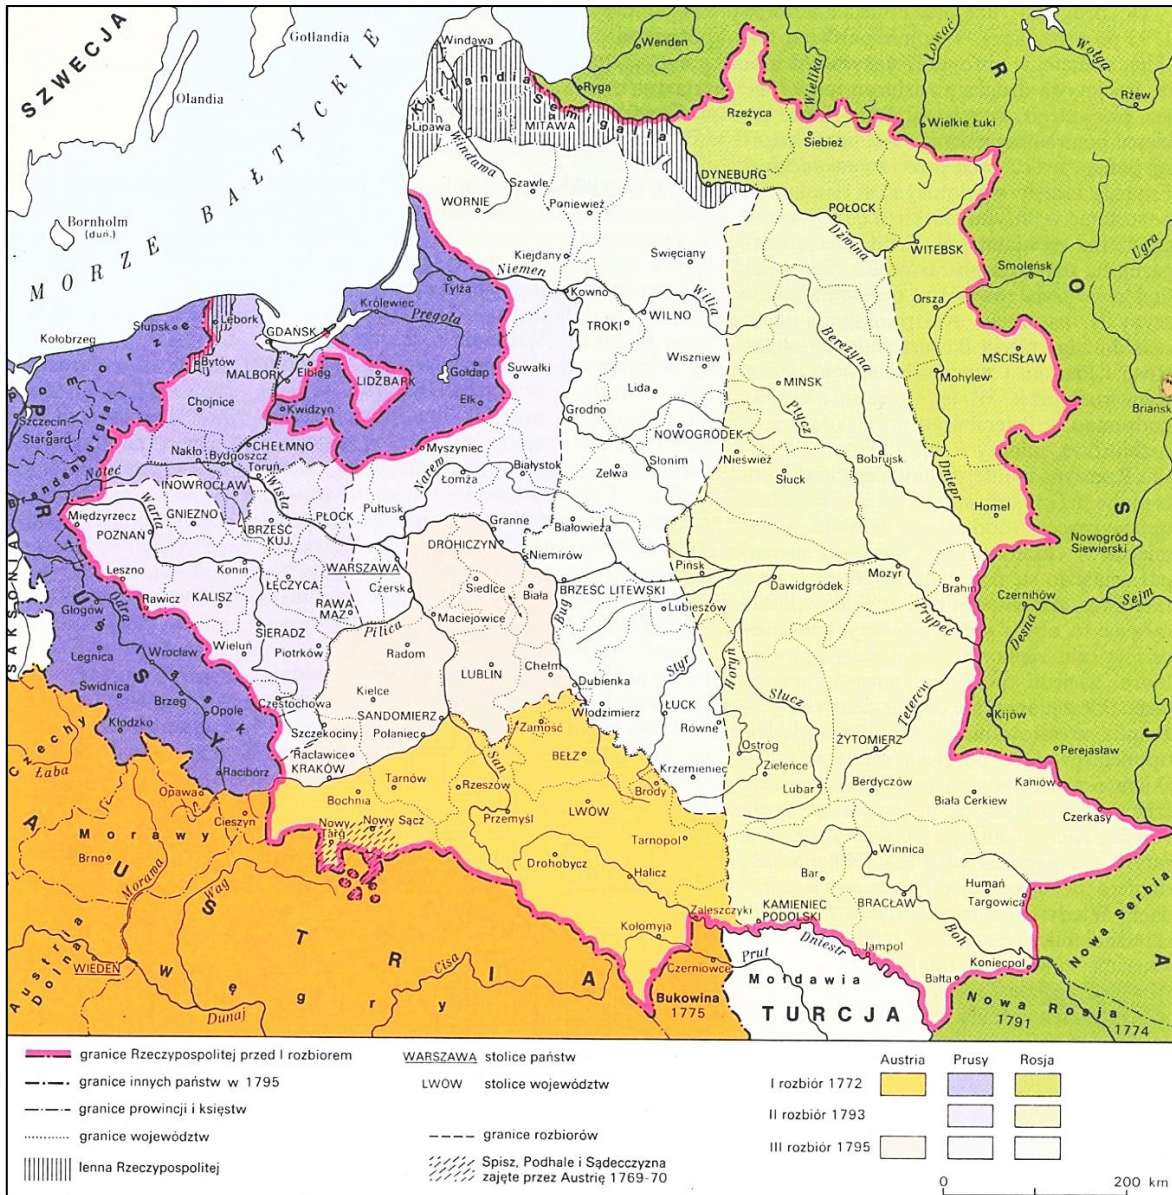 SZWECJA
Gotlandia
Olandia
Bornholm
(duń.)
MORZE BAŁTYCKIE
Windawa
Kurlandia
Semigalia
MITAWA
Lipawa
Windawa
Ryga
Wenden
Rzeżyca
Wielika
Siebież
Łować
Wołga
Rżew
Wielkie Łuki
DYNEBURG
POŁOCK
Dźwina
WITEBSK
Smoleńsk
Ugra
Szawle
WORNIE
Poniewież
Kiejdany
Święciany
Niemen
Tylża
Kowno
Wilia
TROKI
WILNO
Wiszniew
Berezyna
Orsza
MŚCISŁAW
Mohylew
Briańsk
ROSJA
Słupsk
Kołobrzeg
Pomorze
Lębork
Bytów
GDAŃSK
MALBORK
Elbląg
Królewiec
Pregoła
LIDZBARK
Gołdap
Ełk
Suwałki
Kwidzyn
Chojnice
Szczecin
Stargard
Brandenburgia
PRUSY
CHEŁMNO
Nakło
Bydgoszcz
Toruń
Noteć
INOWROCŁAW
Wisła
Myszyniec
Narew
Łomża
Białystok
Grodno
Lida
NOWOGRÓDEK
Zelwa
Słonim
MINSK
Ptycz
Nieśwież
Słuck
Bobrujsk
Dniepr
Homel
Nowogród
Siewierski
Międzyrzecz
Warta
POZNAŃ
GNIEZNO
BRZEŚĆ
KUJ.
PŁOCK
Pułtusk
Granne
DROHICZYN
Niemirów
Białowieża
Pińsk
Dawidgródek
Mozyr
Brahin
Czernihów
Desna
Sejm
Prypeć
Leszno
Rawicz
Konin
KALISZ
ŁĘCZYCA
WARSZAWA
Czersk
RAWA
MAZ
Siedlce
Biała
BRZEŚĆ LITEWSKI
Lubieszów
Bug
Maciejowice
Pilica
SIERADZ
Piotrków
Wieluń
Radom
LUBLIN
Chełm
Dubienka
Włodzimierz
ŁUCK
Równe
Styr
Horyń
Słucz
Teterew
Kijów
SAKSONIA
Głogów
Odra
Śląsk
Legnica
Wrocław
Świdnica
Brzeg
Kłodzko
Opole
Racibórz
Częstochowa
Szczekociny
Kielce
SANDOMIERZ
Połaniec
Racławice
KRAKÓW
Zamość
San
BEŁZ
Brody
Krzemieniec
Ostróg
Zieleńce
Lubar
ŻYTOMIERZ
Berdyczów
Perejasław
Kaniów
Biała Cerkiew
Czerkasy
Czechy
Łaba
Opawa
Cieszyn
Morawy
Brno
Morawa
Wag
Bochnia
Tarnów
Rzeszów
Nowy
Targ
Nowy Sącz
Przemyśl
LWÓW
Tarnopol
Drohobycz
Halicz
Kołomyja
Zaleszczyki
KAMIENIEC
PODOLSKI
Bar
Winnica
BRACŁAW
Humań
Targowica
Boh
Jampol
Koniecpol
Bałta
Dniestr
Nowa Serbia
Nowa Rosja
1791
1774
Austria
Dolna
WIEDEŃ
Węgry
Dunaj
Cisa
AUSTRIA
Czerniowce
Bukowina
1775
Prut
Mołdawia
TURCJA
granice Rzeczypospolitej przed I rozbiorem
granice innych państw w 1795
granice prowincji i księstw
granice województw
lenna Rzeczypospolitej
WARSZAWA stolice państw
LWÓW stolice województw
granice rozbiorów
Spisz, Podhale i Sądecczyzna
zajęte przez Austrię 1769-70
Austria Prusy Rosja
I rozbiór 1772
II rozbiór 1793
III rozbiór 1795
0 200 km